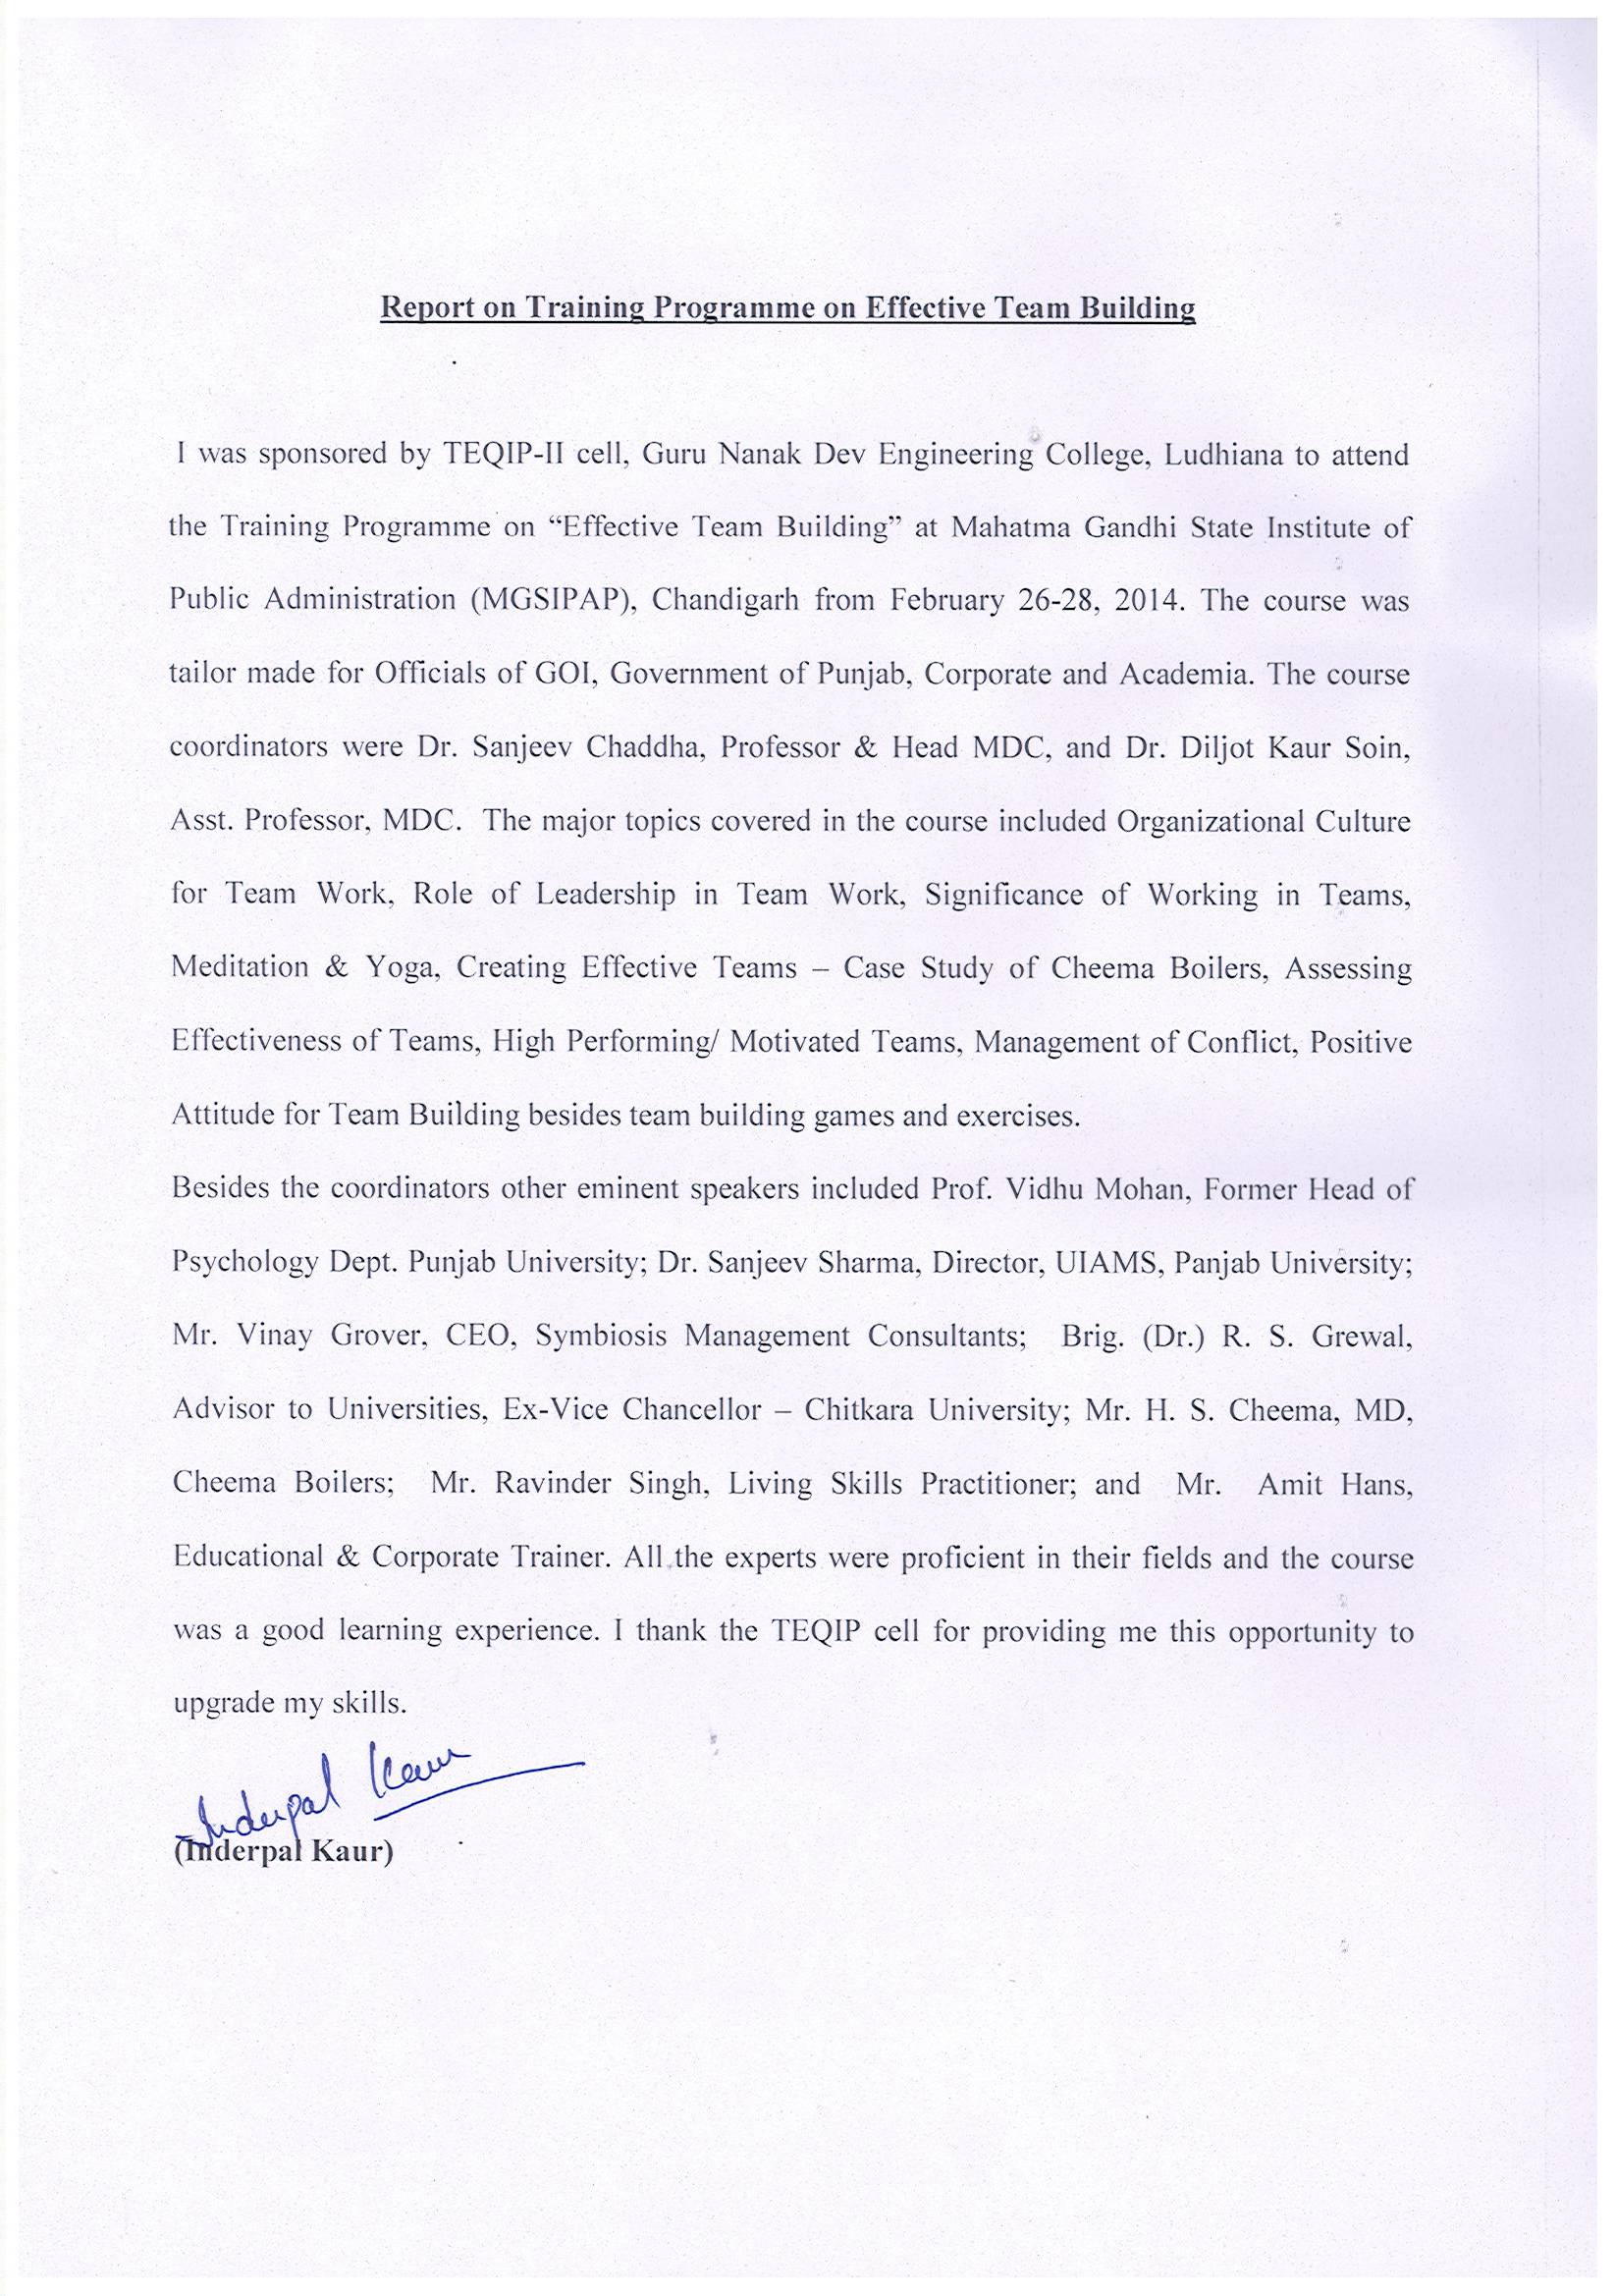 Report on Training Programme on Effective Team Building
I was sponsored by TEQIP-II cell, Guru Nanak Dev Engineering College, Ludhiana to attend
the Training Programme on “Effective Team Building” at Mahatma Gandhi State Institute of
Public Administration (MGSIPAP), Chandigarh from February 26-28, 2014. The course was
tailor made for Officials of GOI, Government of Punjab, Corporate and Academia. The course
coordinators were Dr. Sanjeev Chaddha, Professor & Head MDC, and Dr. Diljot Kaur Soin,
Asst. Professor, MDC.  The major topics covered in the course included Organizational Culture
for Team Work, Role of Leadership in Team Work, Significance of Working in Teams,
Meditation & Yoga, Creating Effective Teams – Case Study of Cheema Boilers, Assessing
Effectiveness of Teams, High Performing/ Motivated Teams, Management of Conflict, Positive
Attitude for Team Building besides team building games and exercises.
Besides the coordinators other eminent speakers included Prof. Vidhu Mohan, Former Head of
Psychology Dept. Punjab University; Dr. Sanjeev Sharma, Director, UIAMS, Panjab University;
Mr. Vinay Grover, CEO, Symbiosis Management Consultants;  Brig. (Dr.) R. S. Grewal,
Advisor to Universities, Ex-Vice Chancellor – Chitkara University; Mr. H. S. Cheema, MD,
Cheema Boilers;  Mr. Ravinder Singh, Living Skills Practitioner; and  Mr.  Amit Hans,
Educational & Corporate Trainer. All the experts were proficient in their fields and the course
was a good learning experience. I thank the TEQIP cell for providing me this opportunity to
upgrade my skills.
Inderpal Kaur
(Inderpal Kaur)